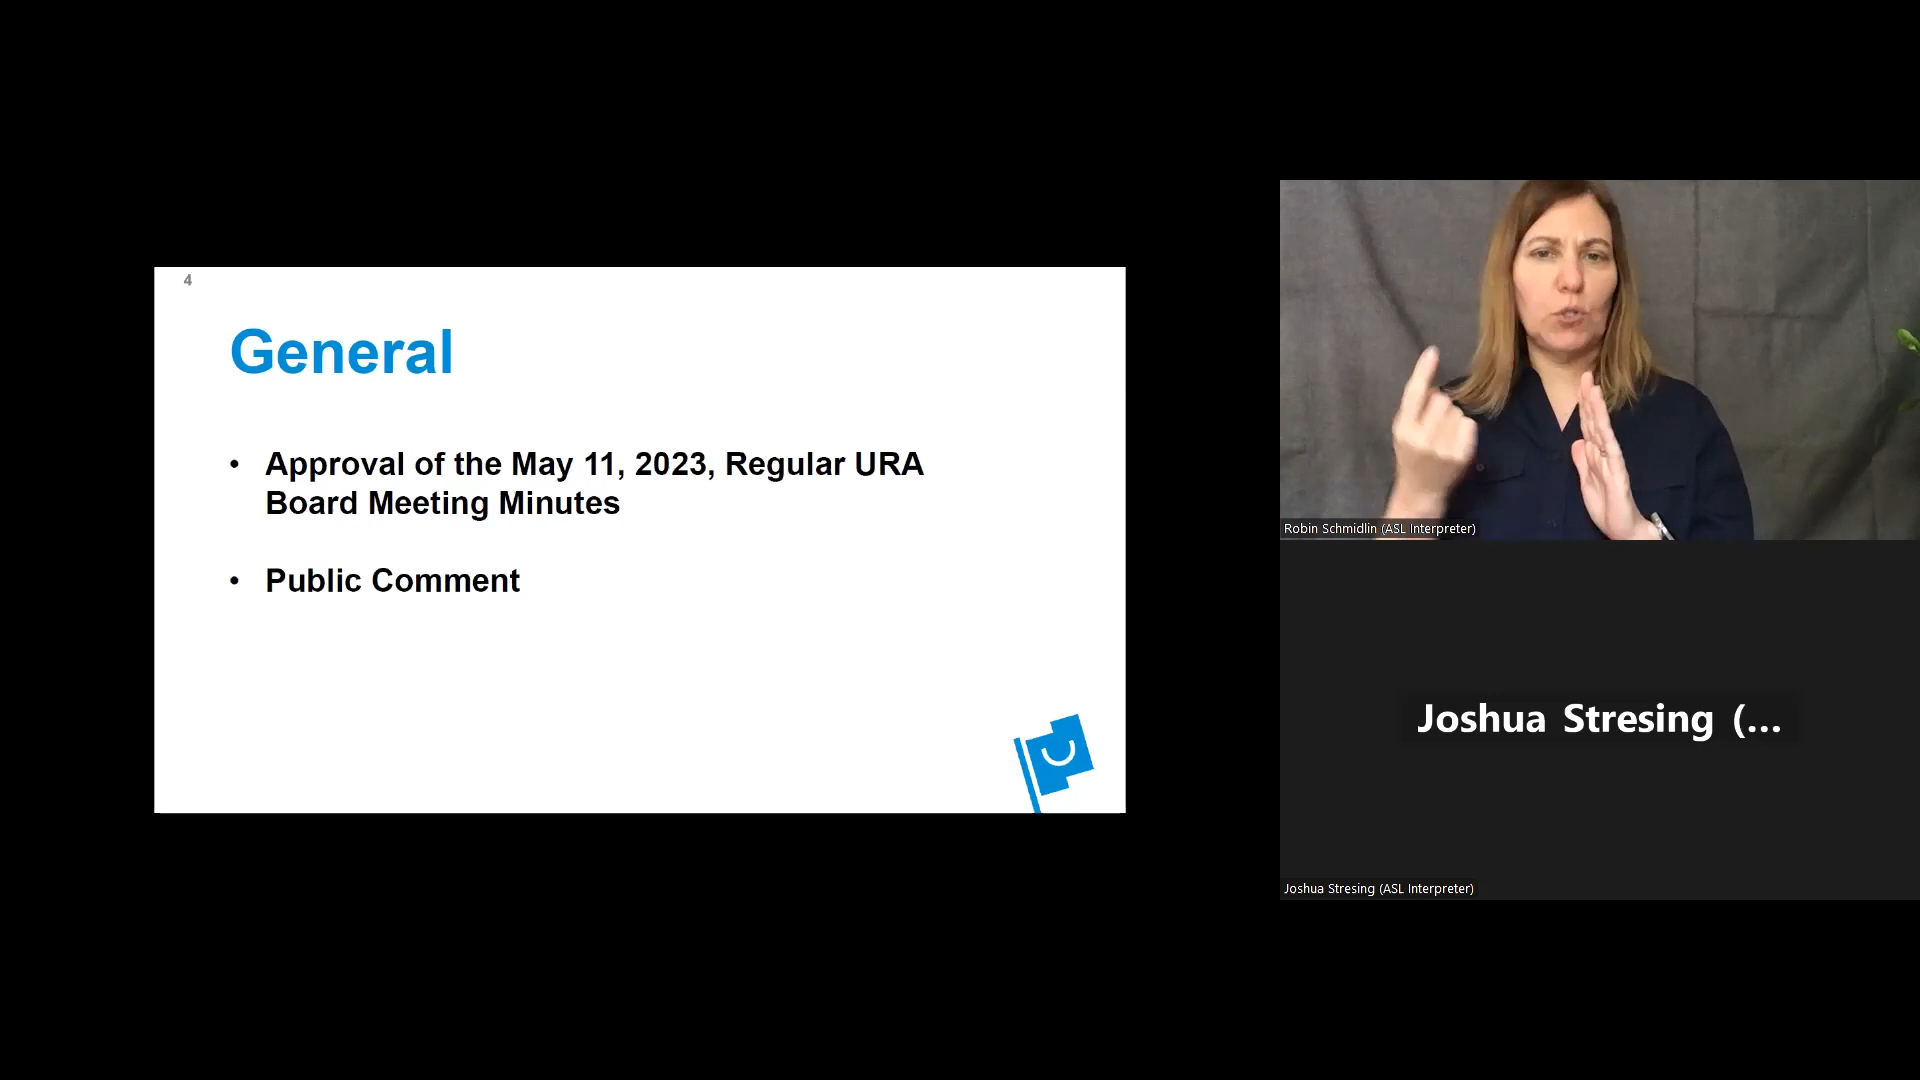 4
General
• Approval of the May 11, 2023, Regular URA
Board Meeting Minutes
• Public Comment
Robin Schmidlin (ASL Interpreter)
Joshua Stresing (...
Joshua Stresing (ASL Interpreter)